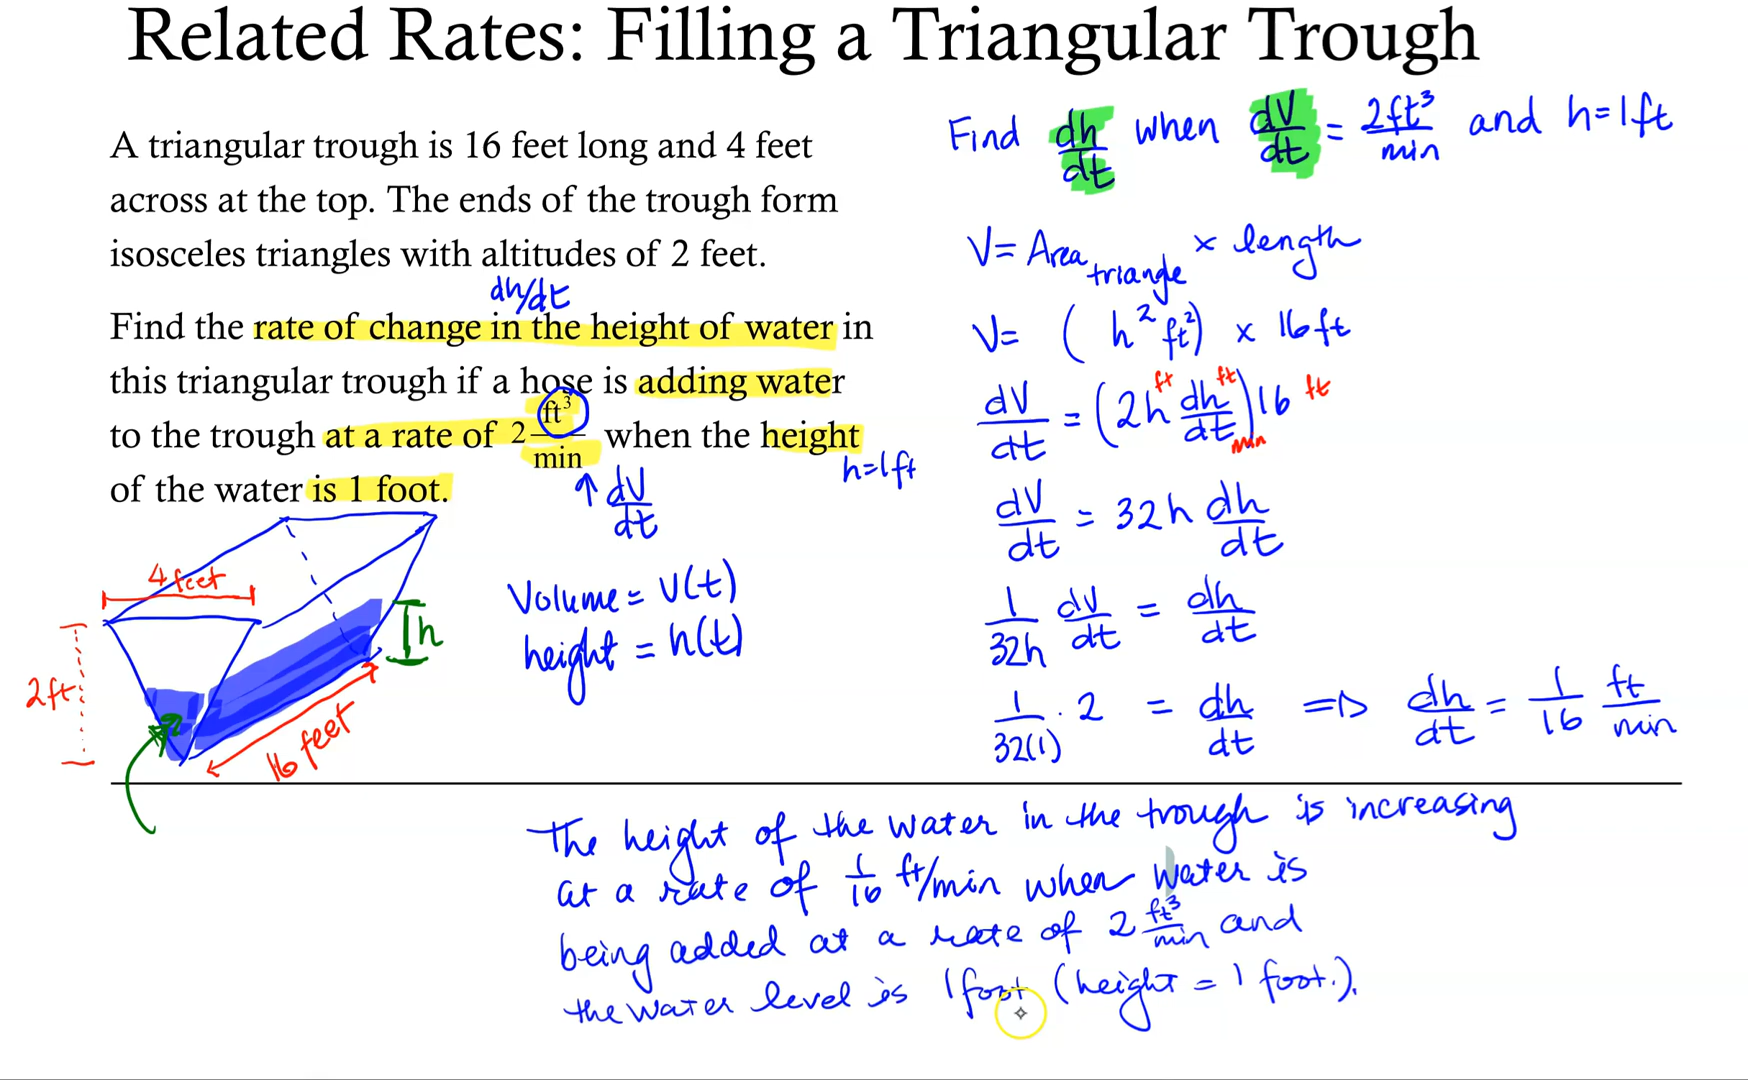 Related Rates: Filling a Triangular Trough
A triangular trough is 16 feet long and 4 feet
across at the top. The ends of the trough form
isosceles triangles with altitudes of 2 feet.
dh/dt
Find the rate of change in the height of water in
this triangular trough if a hose is adding water
to the trough at a rate of 2 ft³/min when the height
of the water is 1 foot.
h=1ft
↑ dV/dt
4 feet
2ft
16 feet
h
Volume = V(t)
height = h(t)
Find dh/dt when dV/dt = 2ft³/min and h=1ft
V= Area triangle × length
V= (h² ft²) × 16ft
dV/dt = (2h ft dh/dt ft/min) 16 ft
dV/dt = 32h dh/dt
1/32h dV/dt = dh/dt
1/32(1) · 2 = dh/dt ⇒ dh/dt = 1/16 ft/min
The height of the water in the trough is increasing
at a rate of 1/16 ft/min when water is
being added at a rate of 2 ft³/min and
the water level is 1 foot (height = 1 foot.).